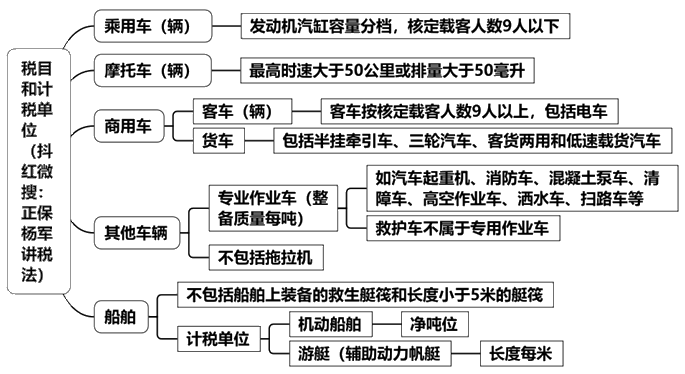 税目
和计
税单
位
（抖
红微
搜：
正保
杨军
讲税
法）
乘用车（辆）
发动机汽缸容量分档，核定载客人数9人以下
摩托车（辆）
最高时速大于50公里或排量大于50毫升
商用车
客车（辆）
客车按核定载客人数9人以上，包括电车
货车
包括半挂牵引车、三轮汽车、客货两用和低速载货汽车
其他车辆
专业作业车（整
备质量每吨）
如汽车起重机、消防车、混凝土泵车、清
障车、高空作业车、洒水车、扫路车等
救护车不属于专用作业车
不包括拖拉机
船舶
不包括船舶上装备的救生艇筏和长度小于5米的艇筏
计税单位
机动船舶
净吨位
游艇（辅助动力帆艇
长度每米